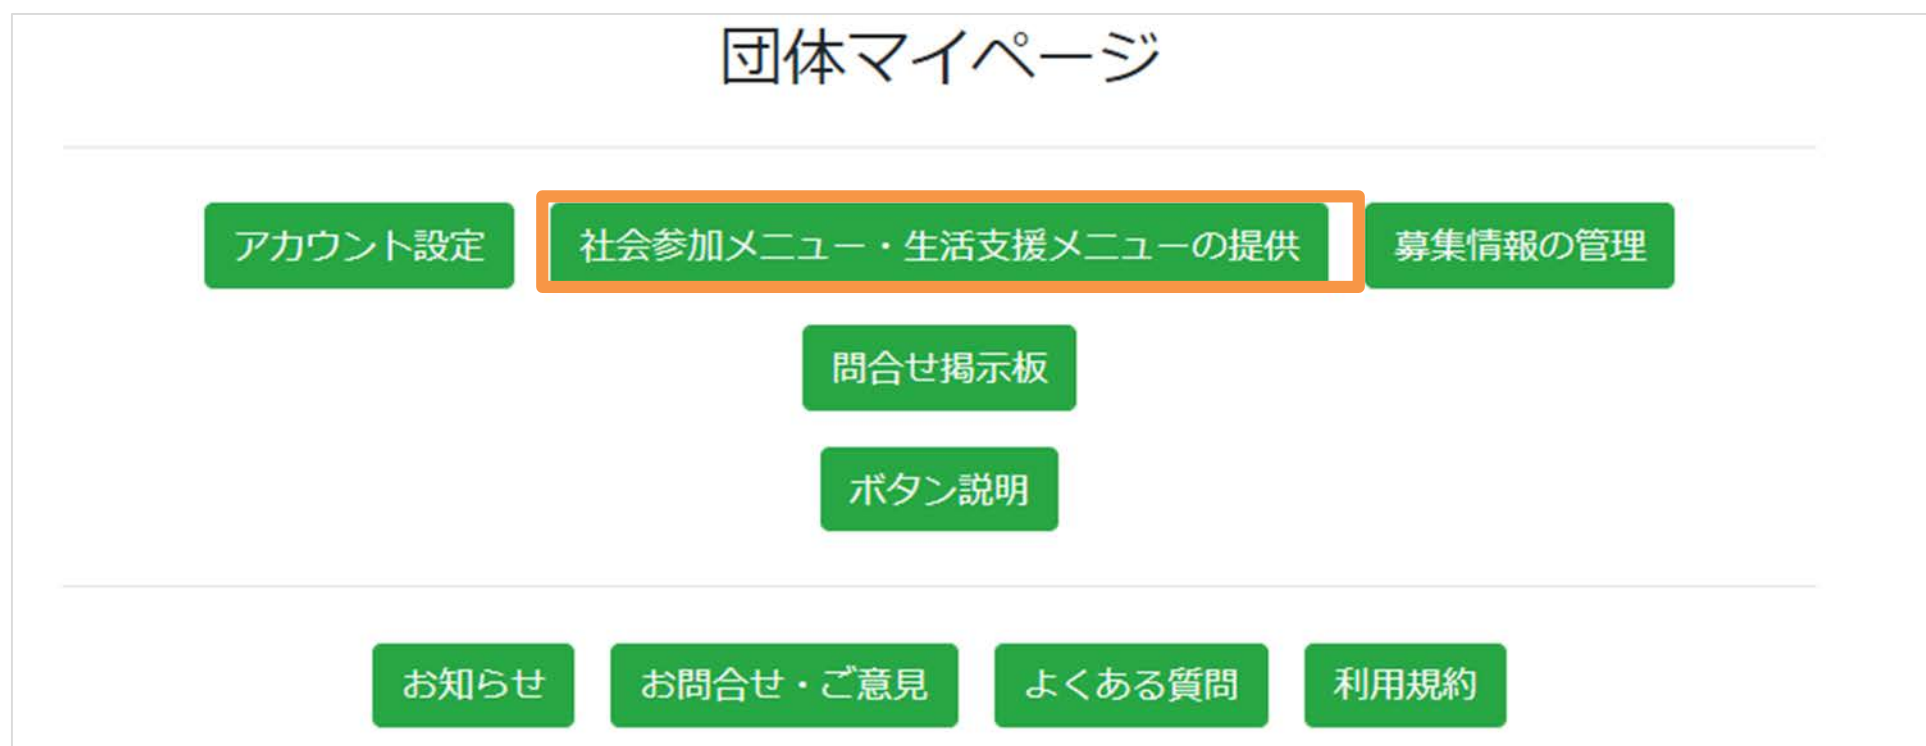 団体マイページ
アカウント設定 社会参加メニュー・生活支援メニューの提供 募集情報の管理
問合せ掲示板
ボタン説明
お知らせ お問合せ・ご意見 よくある質問 利用規約